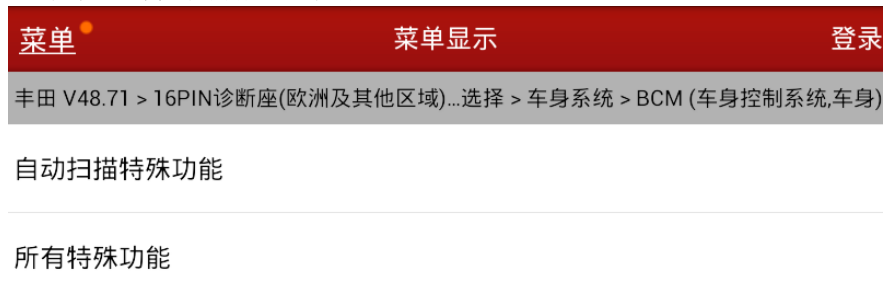 菜单
菜单显示
登录
丰田 V48.71 > 16PIN诊断座(欧洲及其他区域)...选择 > 车身系统 > BCM (车身控制系统,车身)
自动扫描特殊功能
所有特殊功能